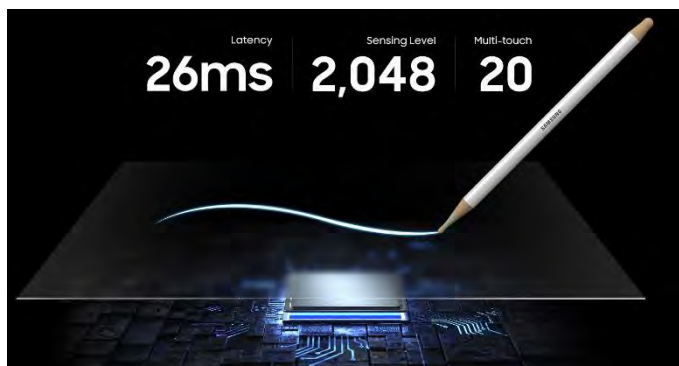 Latency
26ms
Sensing Level
2,048
Multi-touch
20
SAMSUNG